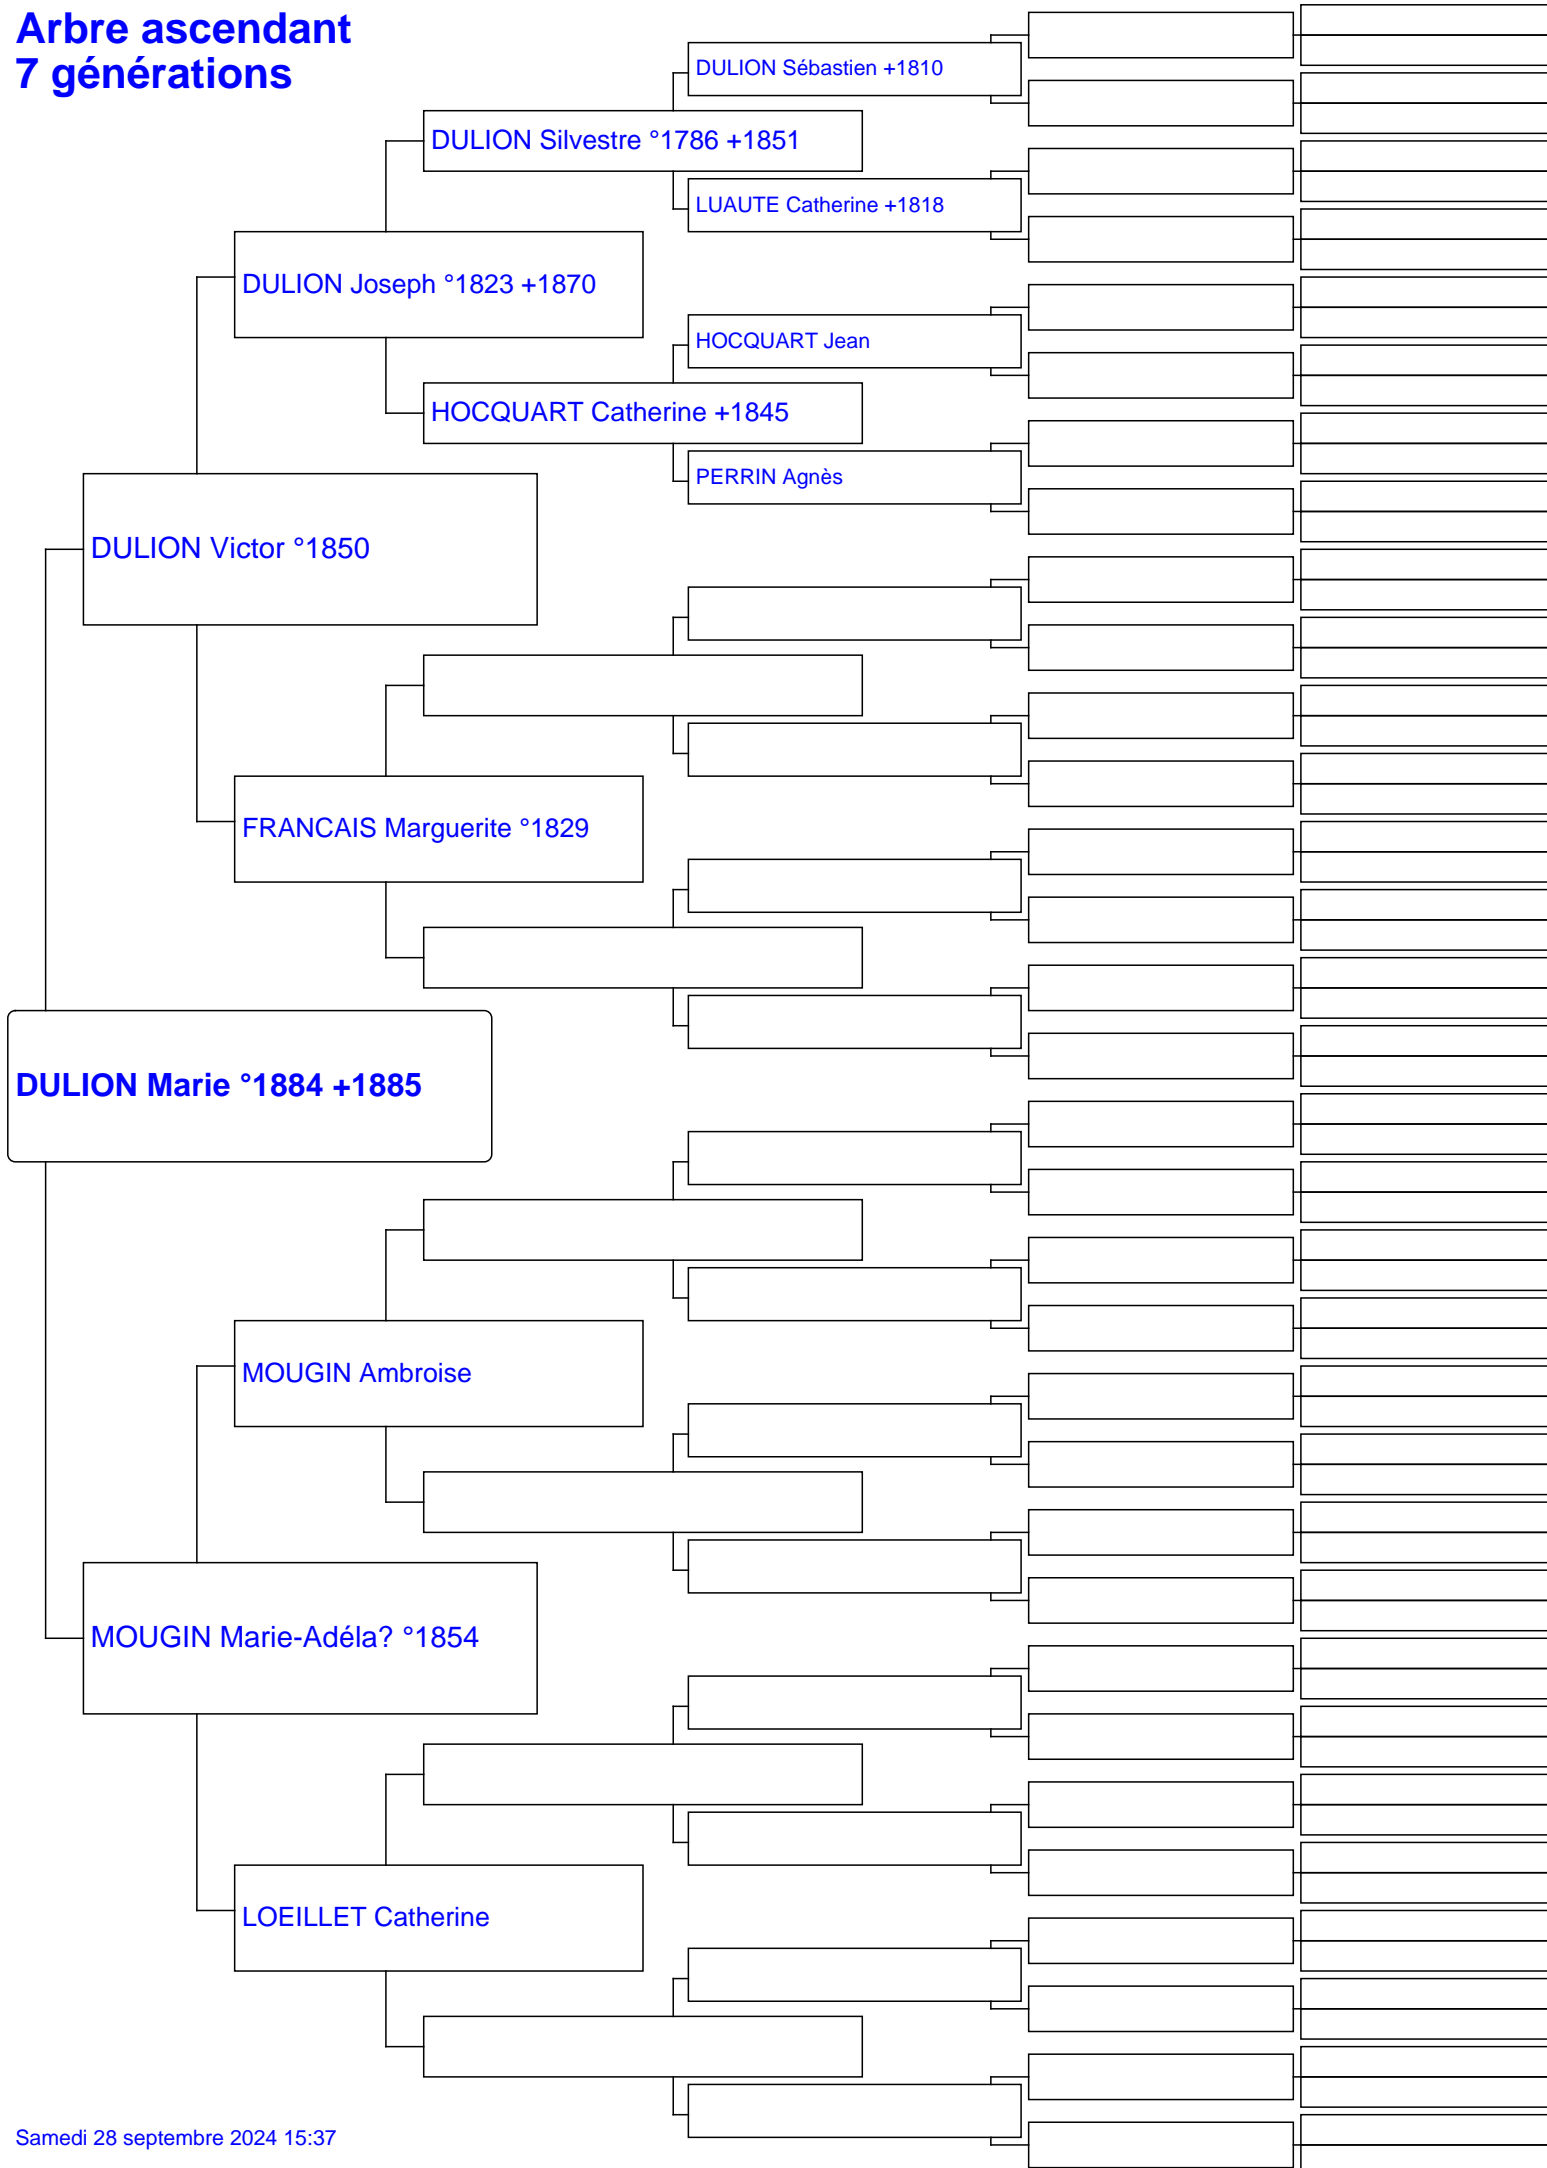 Arbre ascendant
7 générations
DULION Sébastien +1810
DULION Silvestre °1786 +1851
LUAUTE Catherine +1818
DULION Joseph °1823 +1870
HOCQUART Jean
HOCQUART Catherine +1845
PERRIN Agnès
DULION Victor °1850
FRANCAIS Marguerite °1829
DULION Marie °1884 +1885
MOUGIN Ambroise
MOUGIN Marie-Adéla? °1854
LOEILLET Catherine
Samedi 28 septembre 2024 15:37